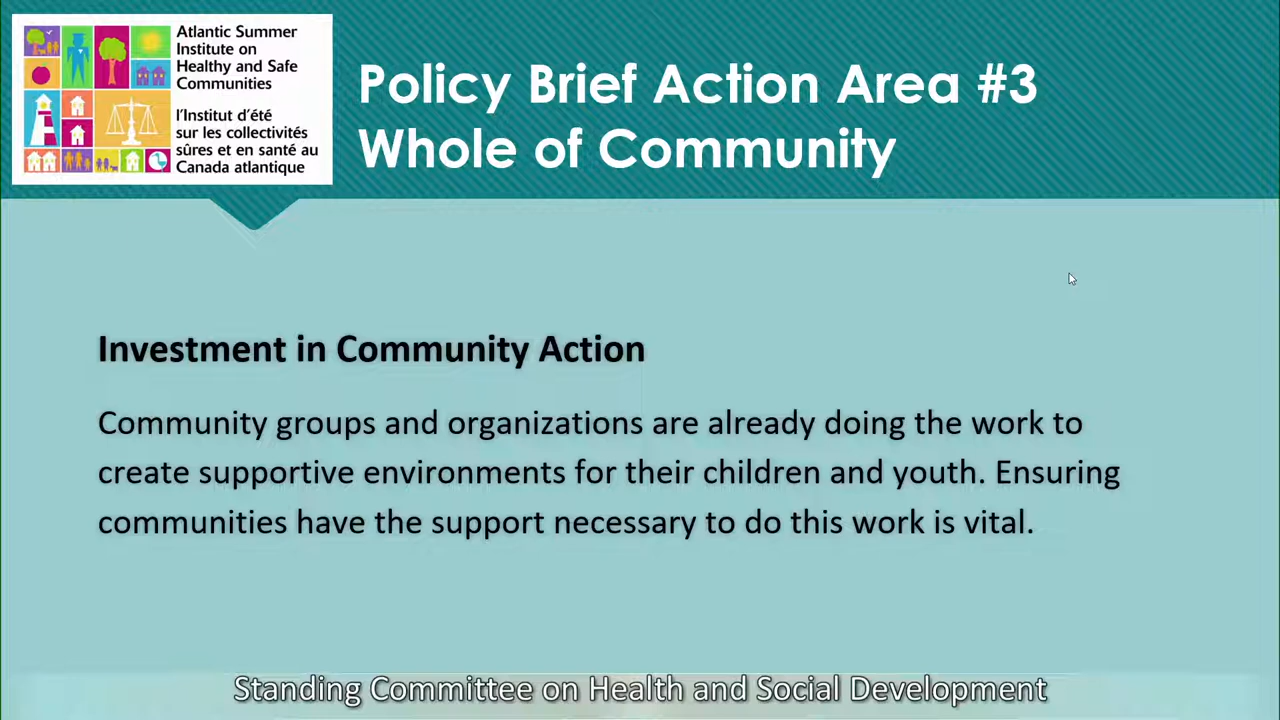 Atlantic Summer
Institute on
Healthy and Safe
Communities
l'Institut d'été
sur les collectivités
sûres et en santé au
Canada atlantique
Policy Brief Action Area #3
Whole of Community
Investment in Community Action
Community groups and organizations are already doing the work to
create supportive environments for their children and youth. Ensuring
communities have the support necessary to do this work is vital.
Standing Committee on Health and Social Development